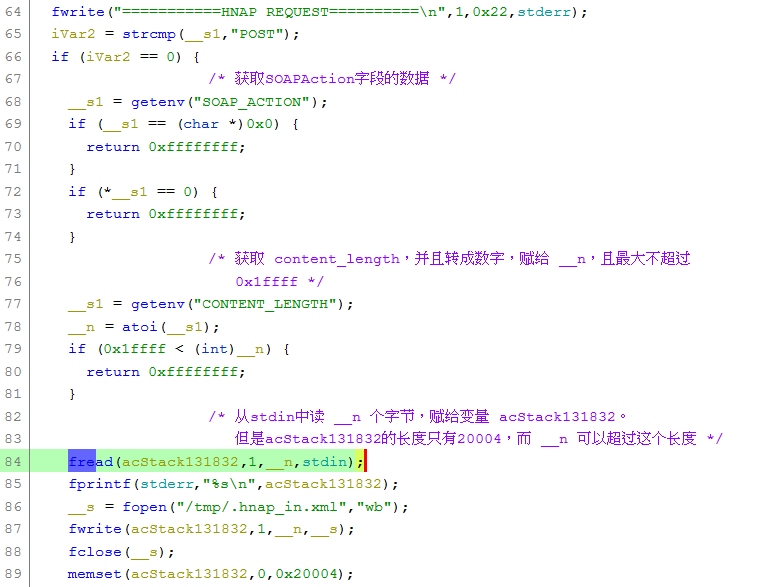 64 fwrite("===========HNAP REQUEST==========\n",1,0x22,stderr);
65 iVar2 = strcmp(__s1,"POST");
66 if (iVar2 == 0) {
67 /* 获取SOAPAction字段的数据 */
68 __s1 = getenv("SOAP_ACTION");
69 if (__s1 == (char *)0x0) {
70 return 0xffffffff;
71 }
72 if (*__s1 == 0) {
73 return 0xffffffff;
74 }
75 /* 获取 content_length，并且转成数字，赋给 __n，且最大不超过
76 0x1ffff */
77 __s1 = getenv("CONTENT_LENGTH");
78 __n = atoi(__s1);
79 if (0x1ffff < (int)__n) {
80 return 0xffffffff;
81 }
82 /* 从stdin中读 __n 个字节，赋给变量 acStack131832。
83 但是acStack131832的长度只有20004，而 __n 可以超过这个长度 */
84 fread(acStack131832,1,__n,stdin);
85 fprintf(stderr,"%s\n",acStack131832);
86 __s = fopen("/tmp/.hnap_in.xml","wb");
87 fwrite(acStack131832,1,__n,__s);
88 fclose(__s);
89 memset(acStack131832,0,0x20004);